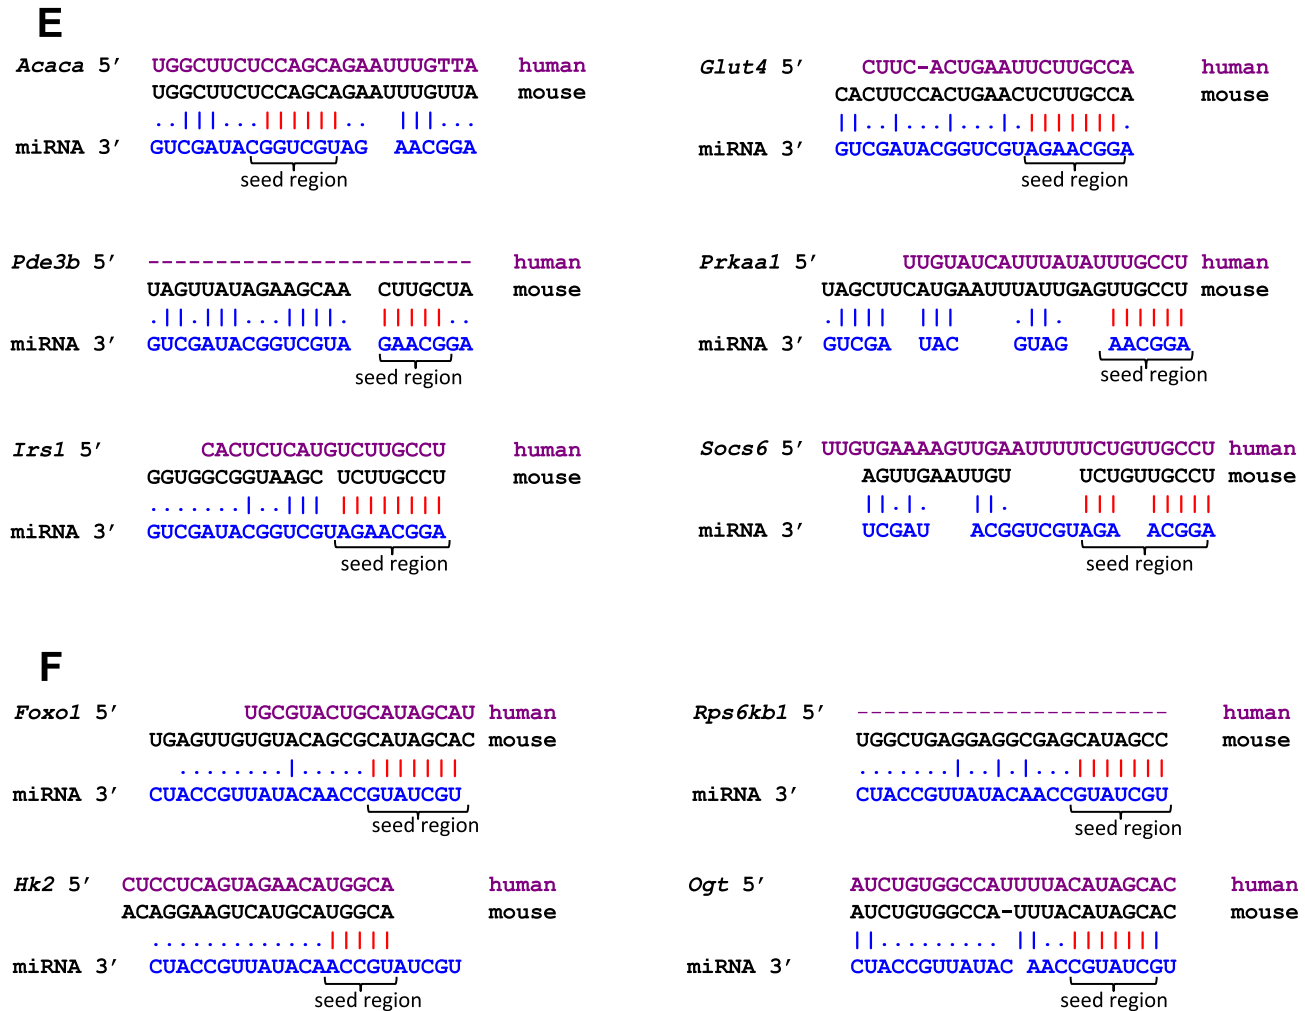 E
Acaca 5′ UGGCUUCUCCAGCAGAAUUUGTTA human
UGGCUUCUCCAGCAGAAUUUGUUA mouse
miRNA 3′ GUCGAUACGGUCGUAG AACGGA
seed region
Glut4 5′ CUUC-ACUGAAUUCUUGCCA human
CACUUCCACUGAACUCUUGCCA mouse
miRNA 3′ GUCGAUACGGUCGUAGAACGGA
seed region
Pde3b 5′ ------------------------ human
UAGUUAUAGAAGCAA CUUGCUA mouse
miRNA 3′ GUCGAUACGGUCGUA GAACGGA
seed region
Prkaa1 5′ UUGUAUCAUUUAUAUUUGCCU human
UAGCUUCAUGAAUUUAUUGAGUUGCCU mouse
miRNA 3′ GUCGA UAC GUAG AACGGA
seed region
Irs1 5′ CACUCUCAUGUCUUGCCU human
GGUGGCGGUAAGC UCUUGCCU mouse
miRNA 3′ GUCGAUACGGUCGUAGAACGGA
seed region
Socs6 5′ UUGUGAAAAGUUGAAUUUUUCUGUUGCCU human
AGUUGAAUUGU UCUGUUGCCU mouse
miRNA 3′ UCGAU ACGGUCGUAGA ACGGA
seed region
F
Foxo1 5′ UGCGUACUGCAUAGCAU human
UGAGUUGUGUACAGCGCAUAGCAC mouse
miRNA 3′ CUACCGUUAUACAACCGUAUCGU
seed region
Rps6kb1 5′ ----------------------- human
UGGCUGAGGAGGCGAGCAUAGCC mouse
miRNA 3′ CUACCGUUAUACAACCGUAUCGU
seed region
Hk2 5′ CUCCUCAGUAGAACAUGGCA human
ACAGGAAGUCAUGCAUGGCA mouse
miRNA 3′ CUACCGUUAUACAACCGUAUCGU
seed region
Ogt 5′ AUCUGUGGCCAUUUUACAUAGCAC human
AUCUGUGGCCA-UUUACAUAGCAC mouse
miRNA 3′ CUACCGUUAUAC AACCGUAUCGU
seed region